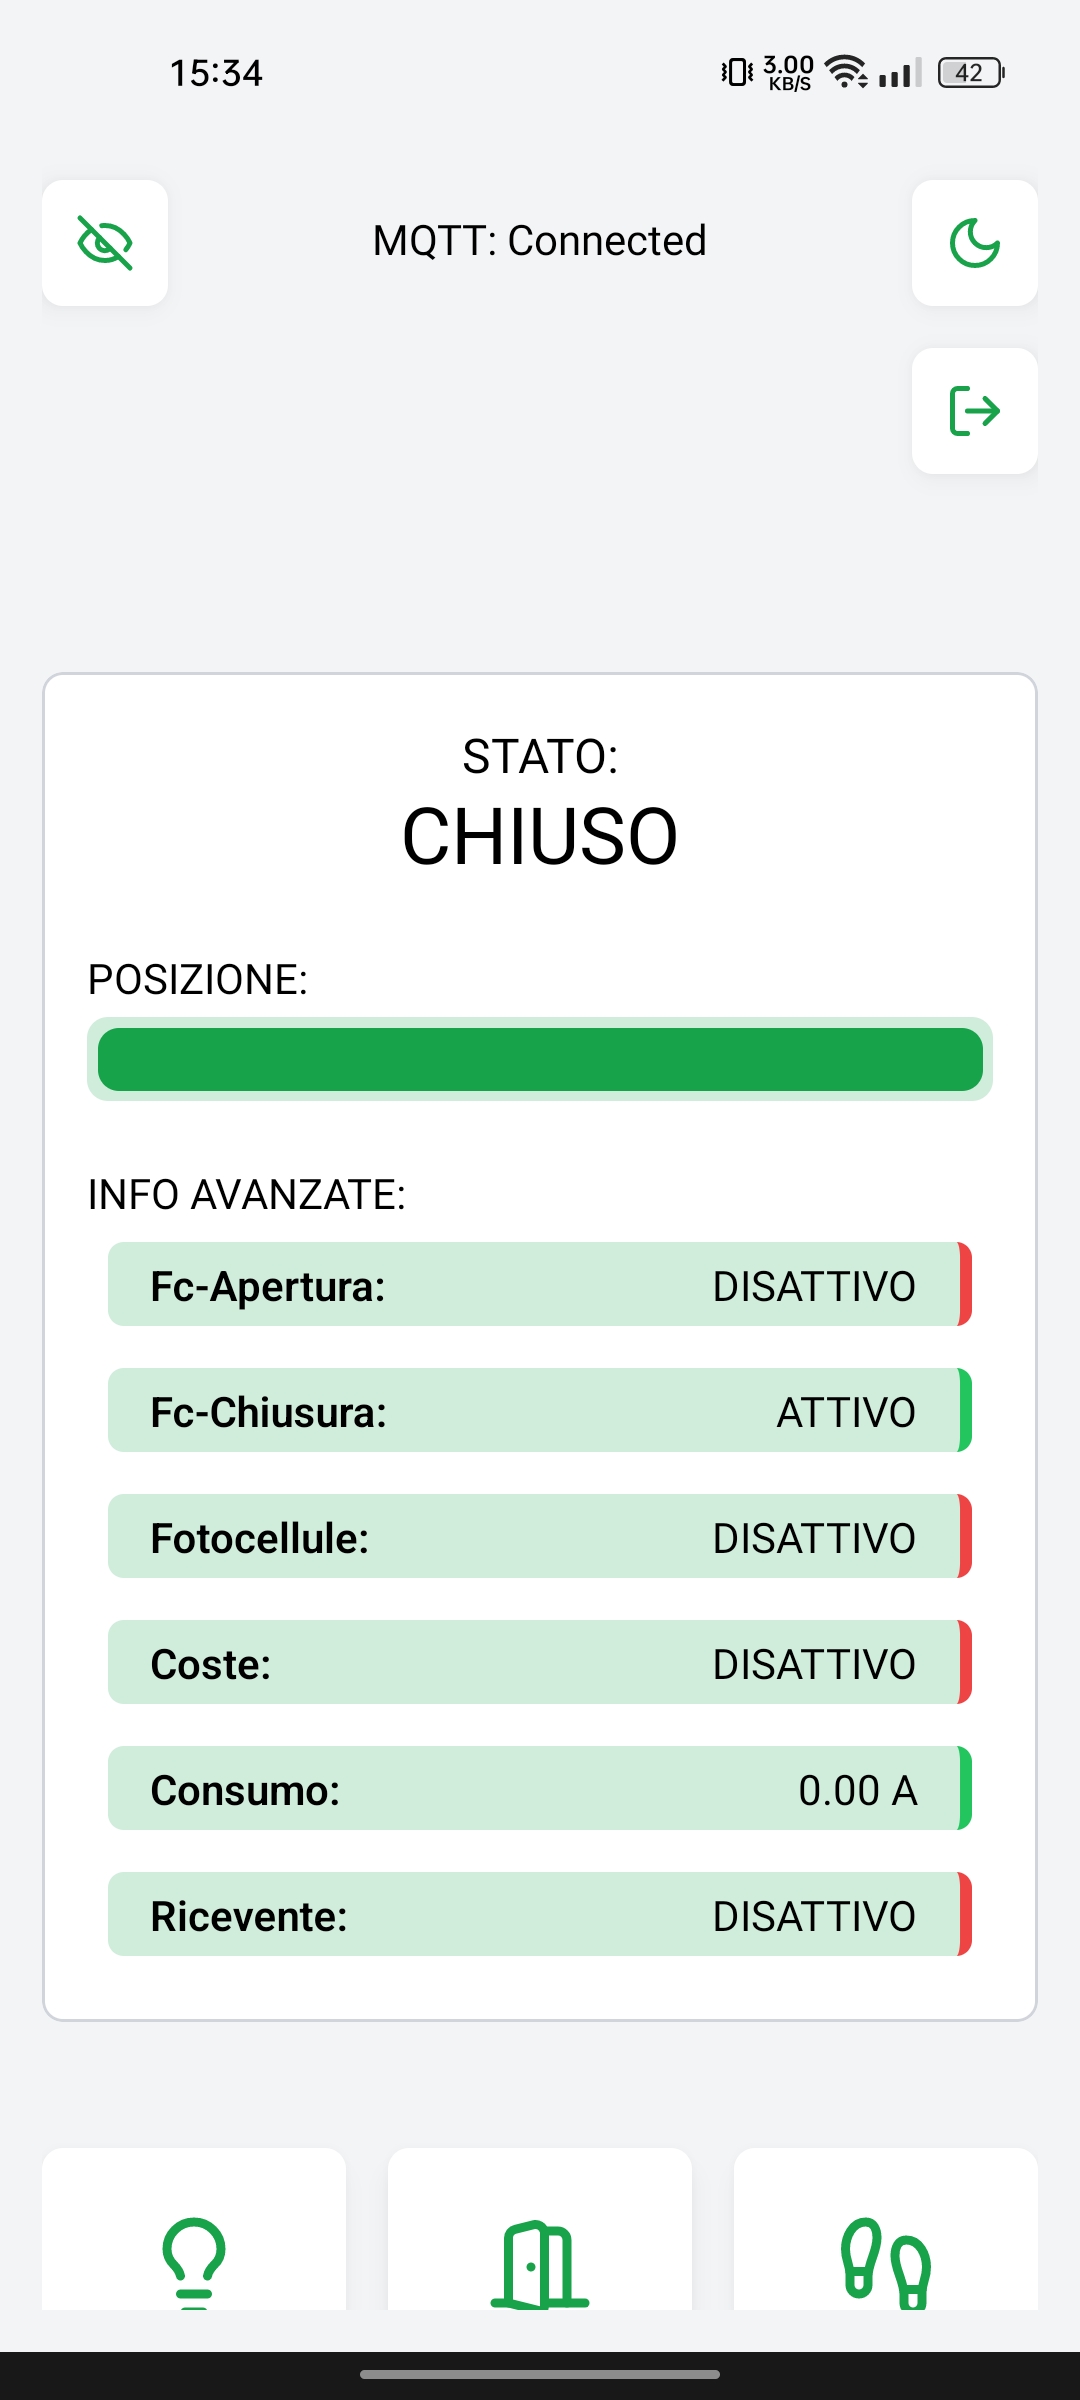 15:34
3.00
KB/S
42
MQTT: Connected
STATO:
CHIUSO
POSIZIONE:
INFO AVANZATE:
Fc-Apertura: DISATTIVO
Fc-Chiusura: ATTIVO
Fotocellule: DISATTIVO
Coste: DISATTIVO
Consumo: 0.00 A
Ricevente: DISATTIVO